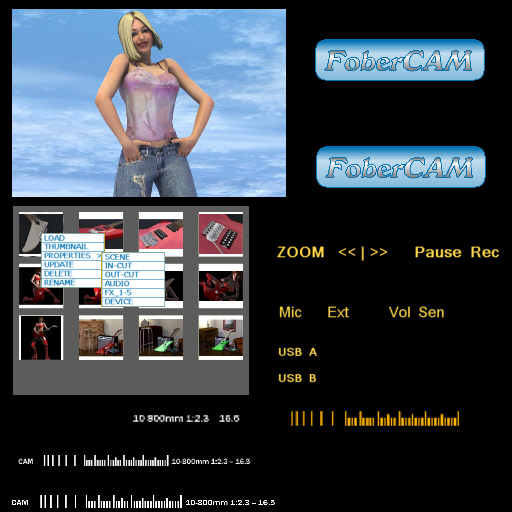 FoberCAM
FoberCAM
LOAD
THUMBNAIL
PROPERTIES >
UPDATE
DELETE
RENAME
SCENE
IN-CUT
OUT-CUT
AUDIO
FX_1-5
DEVICE
ZOOM << | >> Pause Rec
Mic Ext Vol Sen
USB A
USB B
10-800mm 1:2.3 16.5
CAM 10-800mm 1:2.3 – 16.5
CAM 10-800mm 1:2.3 – 16.5